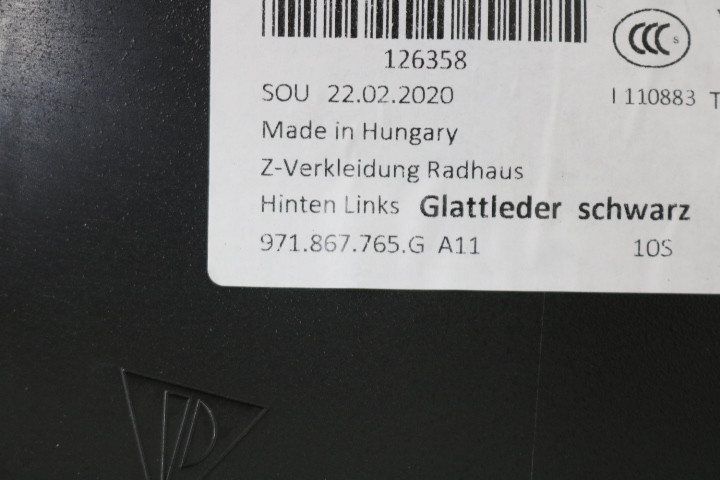 126358
CCC S
SOU 22.02.2020
I 110883 T
Made in Hungary
Z-Verkleidung Radhaus
Hinten Links Glattleder schwarz
971.867.765.G A11 10S